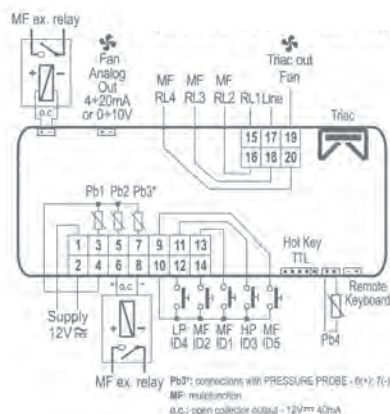 MF ex. relay
+ -
o.c.
Fan
Analog
Out
4÷20mA
or 0÷10V
MF MF MF
RL4 RL3 RL2 RL1 Line
Triac out
Fan
Triac
15 17 19
16 18 20
Pb1 Pb2 Pb3*
1 3 5 7 9 11 13
2 4 6 8 10 12 14
Hot Key
TTL
+ o.c. -
+ -
Supply
12V
LP MF MF HP MF
ID4 ID2 ID1 ID3 ID5
Remote
Keyboard
Pb4
MF ex. relay
Pb3*: connections with PRESSURE PROBE - 6(+); 7(-)
MF: multifunction
o.c.: open collector output - 12V 40mA